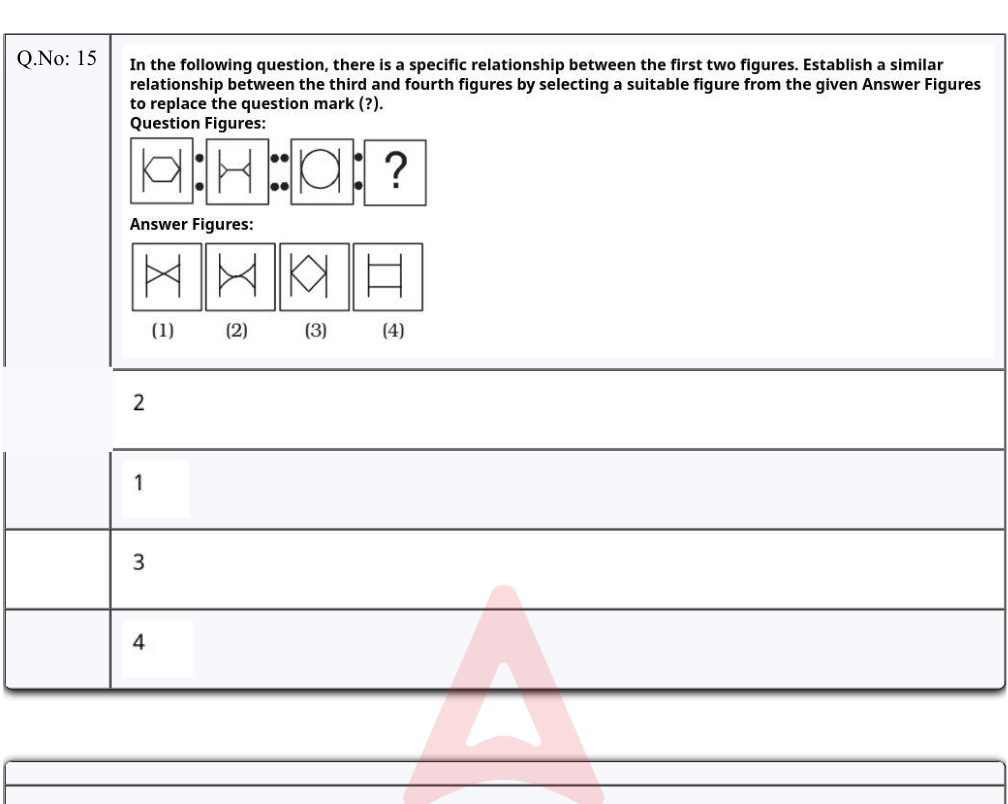 Q.No: 15
In the following question, there is a specific relationship between the first two figures. Establish a similar
relationship between the third and fourth figures by selecting a suitable figure from the given Answer Figures
to replace the question mark (?).
Question Figures:
?
Answer Figures:
(1) (2) (3) (4)
2
1
3
4